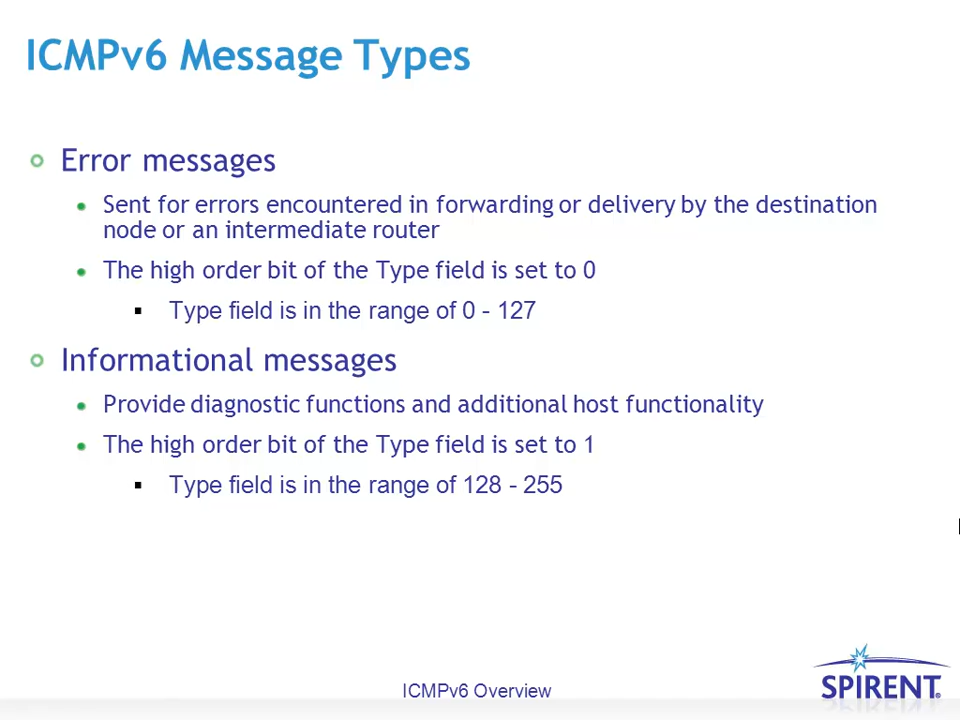 ICMPv6 Message Types
Error messages
Sent for errors encountered in forwarding or delivery by the destination
node or an intermediate router
The high order bit of the Type field is set to 0
Type field is in the range of 0 - 127
Informational messages
Provide diagnostic functions and additional host functionality
The high order bit of the Type field is set to 1
Type field is in the range of 128 - 255
ICMPv6 Overview
SPIRENT®